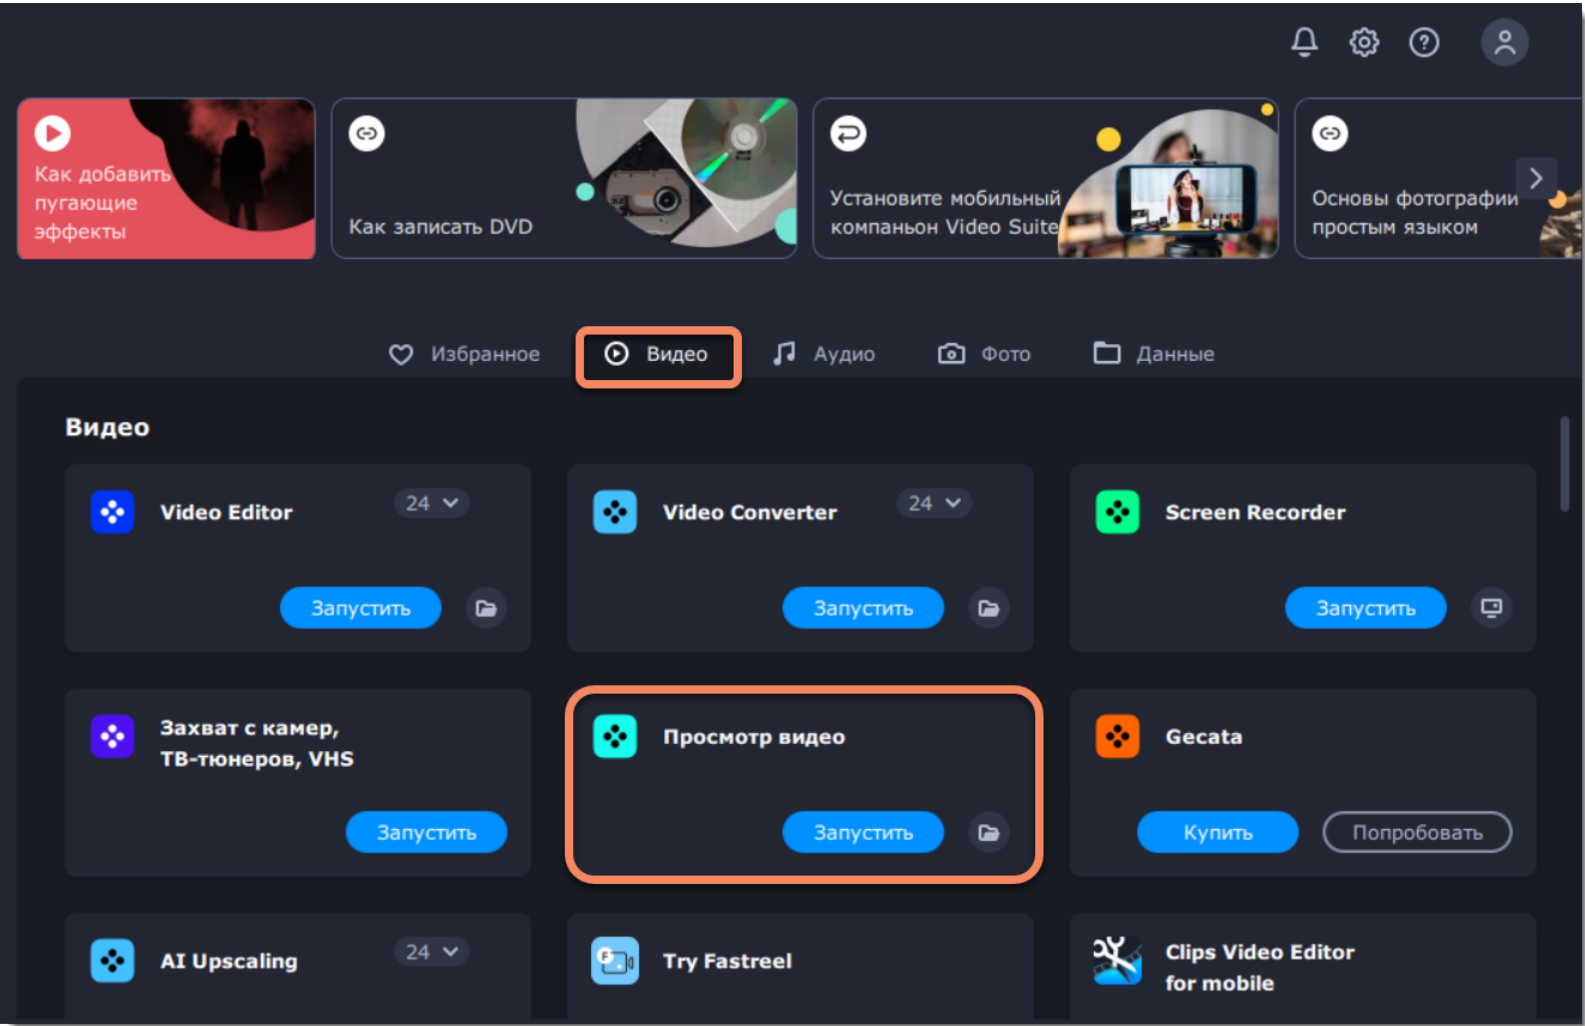 Как добавить
пугающие
эффекты
Как записать DVD
Установите мобильный
компаньон Video Suite
Основы фотографии
простым языком
Избранное
Видео
Аудио
Фото
Данные
Видео
Video Editor
24
Запустить
Video Converter
24
Запустить
Screen Recorder
Запустить
Захват с камер,
ТВ-тюнеров, VHS
Запустить
Просмотр видео
Запустить
Gecata
Купить
Попробовать
AI Upscaling
24
Try Fastreel
Clips Video Editor
for mobile